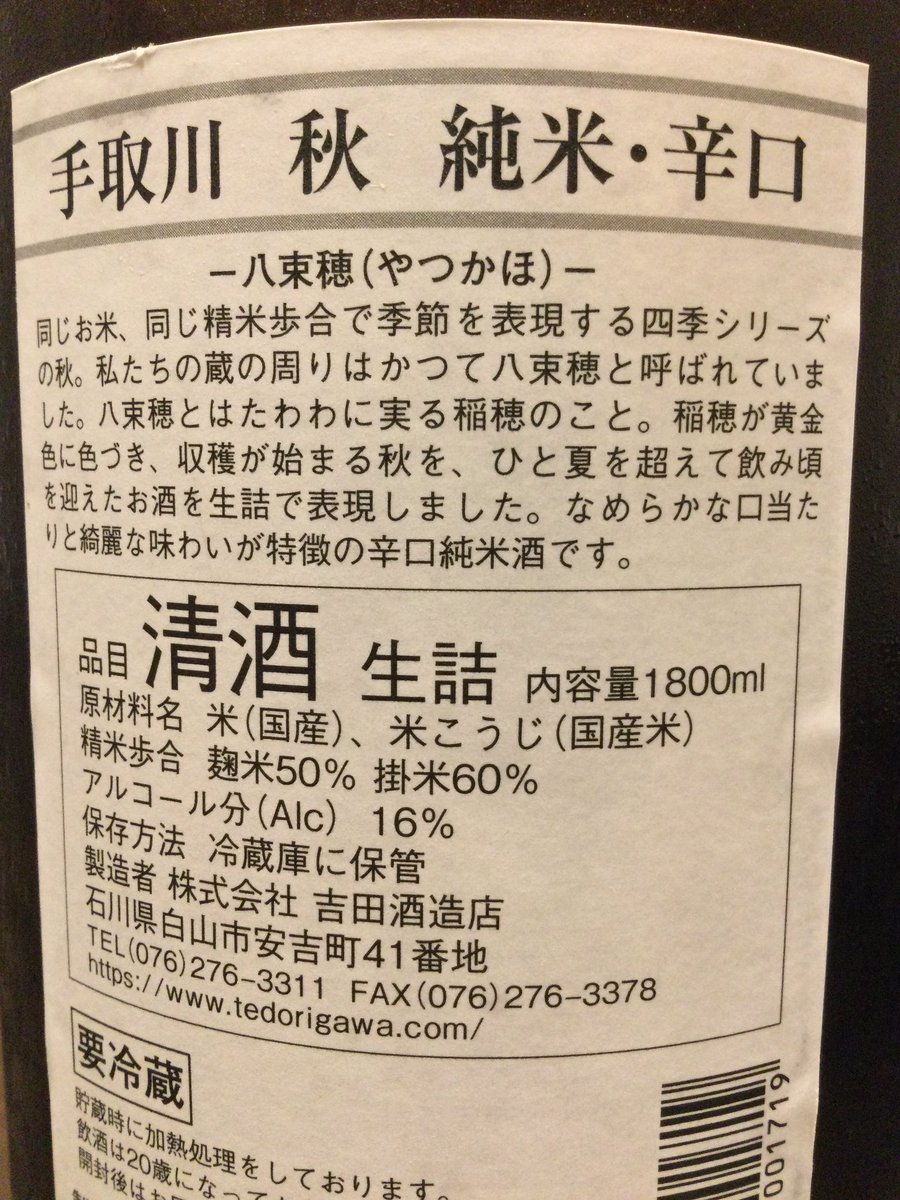 手取川 秋 純米・辛口
－八束穂(やつかほ)－
同じお米、同じ精米歩合で季節を表現する四季シリーズ
の秋。私たちの蔵の周りはかつて八束穂と呼ばれていま
した。八束穂とはたわわに実る稲穂のこと。稲穂が黄金
色に色づき、収穫が始まる秋を、ひと夏を超えて飲み頃
を迎えたお酒を生詰で表現しました。なめらかな口当た
りと綺麗な味わいが特徴の辛口純米酒です。
品目 清酒 生詰 内容量1800ml
原材料名 米(国産)、米こうじ(国産米)
精米歩合 麹米50% 掛米60%
アルコール分(Alc) 16%
保存方法 冷蔵庫に保管
製造者 株式会社 吉田酒造店
石川県白山市安吉町41番地
TEL(076)276-3311 FAX(076)276-3378
https://www.tedorigawa.com/
要冷蔵
貯蔵時に加熱処理をしております。
飲酒は20歳になって
開封後はお
001719